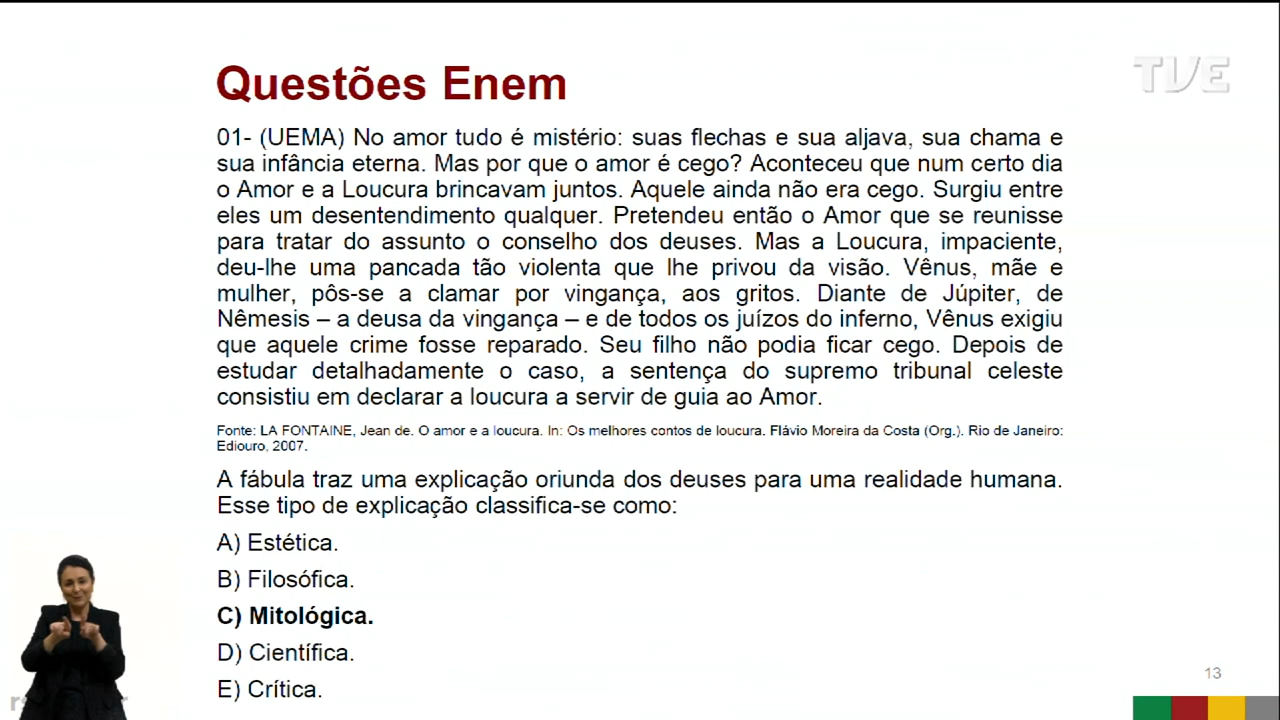 Questões Enem
TVE
01- (UEMA) No amor tudo é mistério: suas flechas e sua aljava, sua chama e
sua infância eterna. Mas por que o amor é cego? Aconteceu que num certo dia
o Amor e a Loucura brincavam juntos. Aquele ainda não era cego. Surgiu entre
eles um desentendimento qualquer. Pretendeu então o Amor que se reunisse
para tratar do assunto o conselho dos deuses. Mas a Loucura, impaciente,
deu-lhe uma pancada tão violenta que lhe privou da visão. Vênus, mãe e
mulher, pôs-se a clamar por vingança, aos gritos. Diante de Júpiter, de
Nêmesis – a deusa da vingança – e de todos os juízos do inferno, Vênus exigiu
que aquele crime fosse reparado. Seu filho não podia ficar cego. Depois de
estudar detalhadamente o caso, a sentença do supremo tribunal celeste
consistiu em declarar a loucura a servir de guia ao Amor.
Fonte: LA FONTAINE, Jean de. O amor e a loucura. In: Os melhores contos de loucura. Flávio Moreira da Costa (Org.). Rio de Janeiro:
Ediouro, 2007.
A fábula traz uma explicação oriunda dos deuses para uma realidade humana.
Esse tipo de explicação classifica-se como:
A) Estética.
B) Filosófica.
C) Mitológica.
D) Científica.
E) Crítica.
13